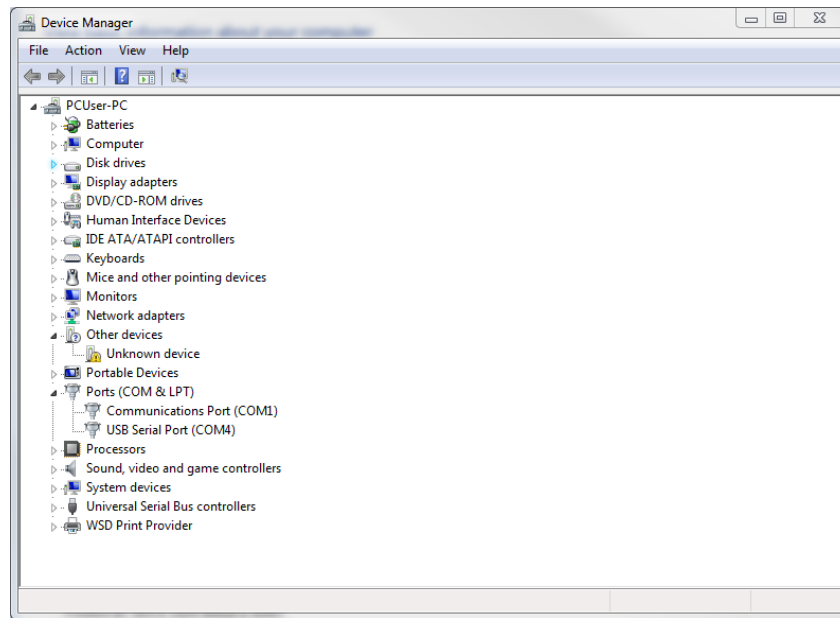 Device Manager
File Action View Help
PCUser-PC
Batteries
Computer
Disk drives
Display adapters
DVD/CD-ROM drives
Human Interface Devices
IDE ATA/ATAPI controllers
Keyboards
Mice and other pointing devices
Monitors
Network adapters
Other devices
Unknown device
Portable Devices
Ports (COM & LPT)
Communications Port (COM1)
USB Serial Port (COM4)
Processors
Sound, video and game controllers
System devices
Universal Serial Bus controllers
WSD Print Provider